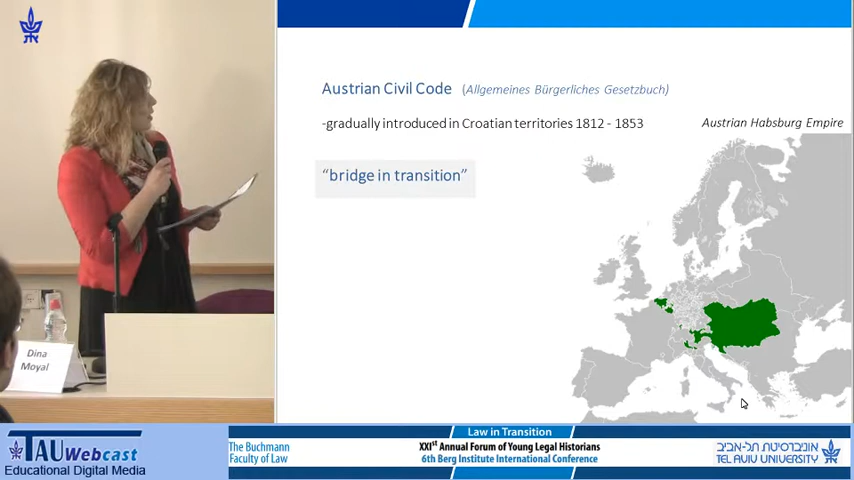 Austrian Civil Code (Allgemeines Bürgerliches Gesetzbuch)
-gradually introduced in Croatian territories 1812 - 1853
Austrian Habsburg Empire
“bridge in transition”
Dina
Moyal
TAUWebcast
Educational Digital Media
The Buchmann
Faculty of Law
Law in Transition
XXIst Annual Forum of Young Legal Historians
6th Berg Institute International Conference
אוניברסיטת תל-אביב
TEL AVIV UNIVERSITY